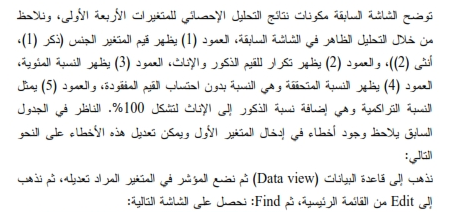 توضح الشاشة السابقة مكونات نتائج التحليل الإحصائي للمتغيرات الأربعة الأولى، ونلاحظ
من خلال التحليل الظاهر في الشاشة السابقة، العمود (1) يظهر قيم المتغير الجنس (ذكر (1)،
أنثى (2))، والعمود (2) يظهر تكرار للقيم الذكور والإناث، العمود (3) يظهر النسبة المئوية،
العمود (4) يظهر النسبة المتحققة وهي النسبة بدون احتساب القيم المفقودة، والعمود (5) يمثل
النسبة التراكمية وهي إضافة نسبة الذكور إلى الإناث لتشكل 100%. الناظر في الجدول
السابق يلاحظ وجود أخطاء في إدخال المتغير الأول ويمكن تعديل هذه الأخطاء على النحو
التالي:
نذهب إلى قاعدة البيانات (Data view) ثم نضع المؤشر في المتغير المراد تعديله، ثم نذهب
إلى Edit من القائمة الرئيسية، ثم Find: نحصل على الشاشة التالية: